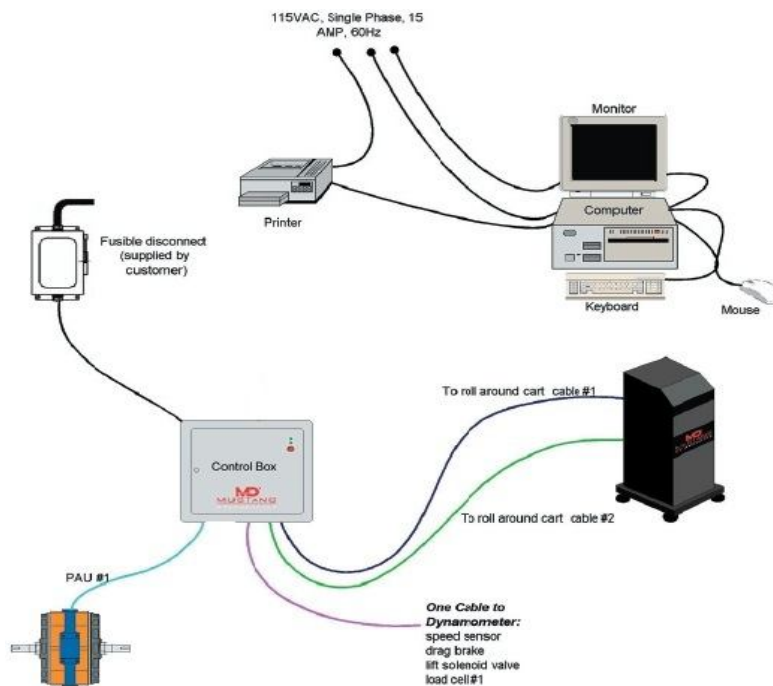 115VAC, Single Phase, 15
AMP, 60Hz
Monitor
Computer
Printer
Fusible disconnect
(supplied by
customer)
Keyboard
Mouse
To roll around cart cable #1
Control Box
MD
MUSTANG
MD
To roll around cart cable #2
PAU #1
One Cable to
Dynamometer:
speed sensor
drag brake
lift solenoid valve
load cell #1